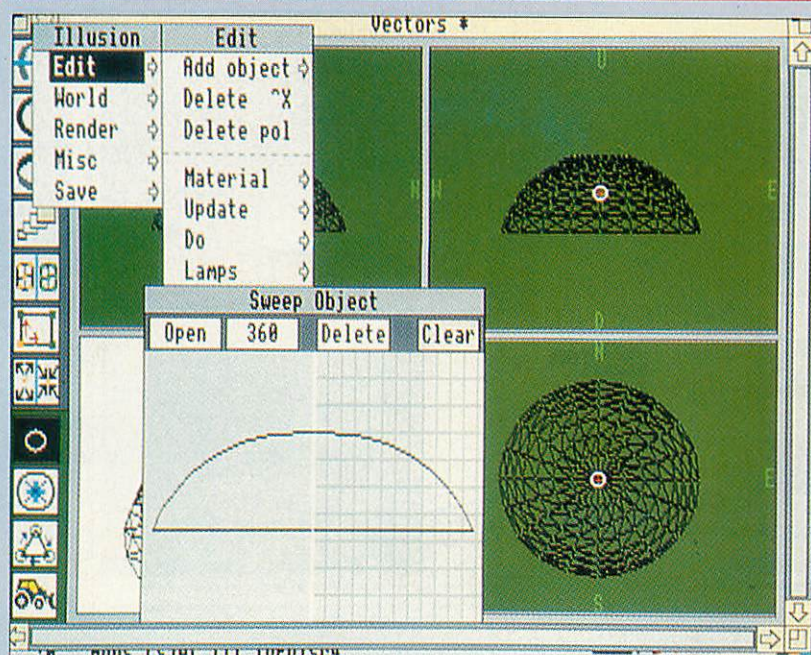 Vectors *
Illusion
Edit
World
Render
Misc
Save
Edit
Add object
Delete ^X
Delete pol
Material
Update
Do
Lamps
U
N
W
E
D
N
E
S
Sweep Object
Open
360
Delete
Clear